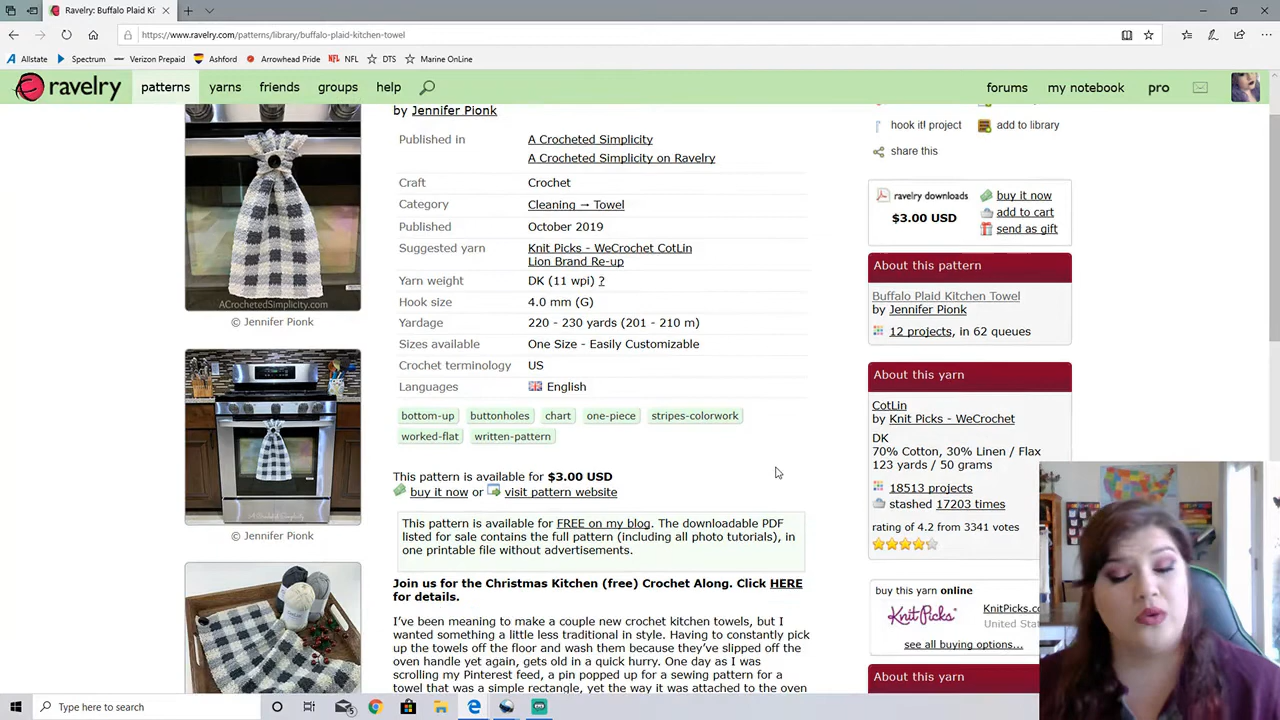 Ravelry: Buffalo Plaid Ki
https://www.ravelry.com/patterns/library/buffalo-plaid-kitchen-towel
Allstate
Spectrum
Verizon Prepaid
Ashford
Arrowhead Pride
NFL
DTS
Marine OnLine
ravelry
patterns
yarns
friends
groups
help
forums
my notebook
pro
by Jennifer Pionk
Published in
A Crocheted Simplicity
A Crocheted Simplicity on Ravelry
Craft
Crochet
Category
Cleaning → Towel
Published
October 2019
Suggested yarn
Knit Picks - WeCrochet CotLin
Lion Brand Re-up
Yarn weight
DK (11 wpi) ?
Hook size
4.0 mm (G)
Yardage
220 - 230 yards (201 - 210 m)
Sizes available
One Size - Easily Customizable
Crochet terminology
US
Languages
English
bottom-up
buttonholes
chart
one-piece
stripes-colorwork
worked-flat
written-pattern
This pattern is available for $3.00 USD
buy it now or visit pattern website
This pattern is available for FREE on my blog. The downloadable PDF
listed for sale contains the full pattern (including all photo tutorials), in
one printable file without advertisements.
Join us for the Christmas Kitchen (free) Crochet Along. Click HERE
for details.
I've been meaning to make a couple new crochet kitchen towels, but I
wanted something a little less traditional in style. Having to constantly pick
up the towels off the floor and wash them because they've slipped off the
oven handle yet again, gets old in a quick hurry. One day as I was
scrolling my Pinterest feed, a pin popped up for a sewing pattern for a
towel that was a simple rectangle, yet the way it was attached to the oven
ACrochetedSimplicity.com
© Jennifer Pionk
© Jennifer Pionk
hook it! project
add to library
share this
ravelry downloads
$3.00 USD
buy it now
add to cart
send as gift
About this pattern
Buffalo Plaid Kitchen Towel
by Jennifer Pionk
12 projects, in 62 queues
About this yarn
CotLin
by Knit Picks - WeCrochet
DK
70% Cotton, 30% Linen / Flax
123 yards / 50 grams
18513 projects
stashed 17203 times
rating of 4.2 from 3341 votes
buy this yarn online
KnitPicks
KnitPicks.co
United Sta
see all buying options...
About this yarn
Type here to search
5